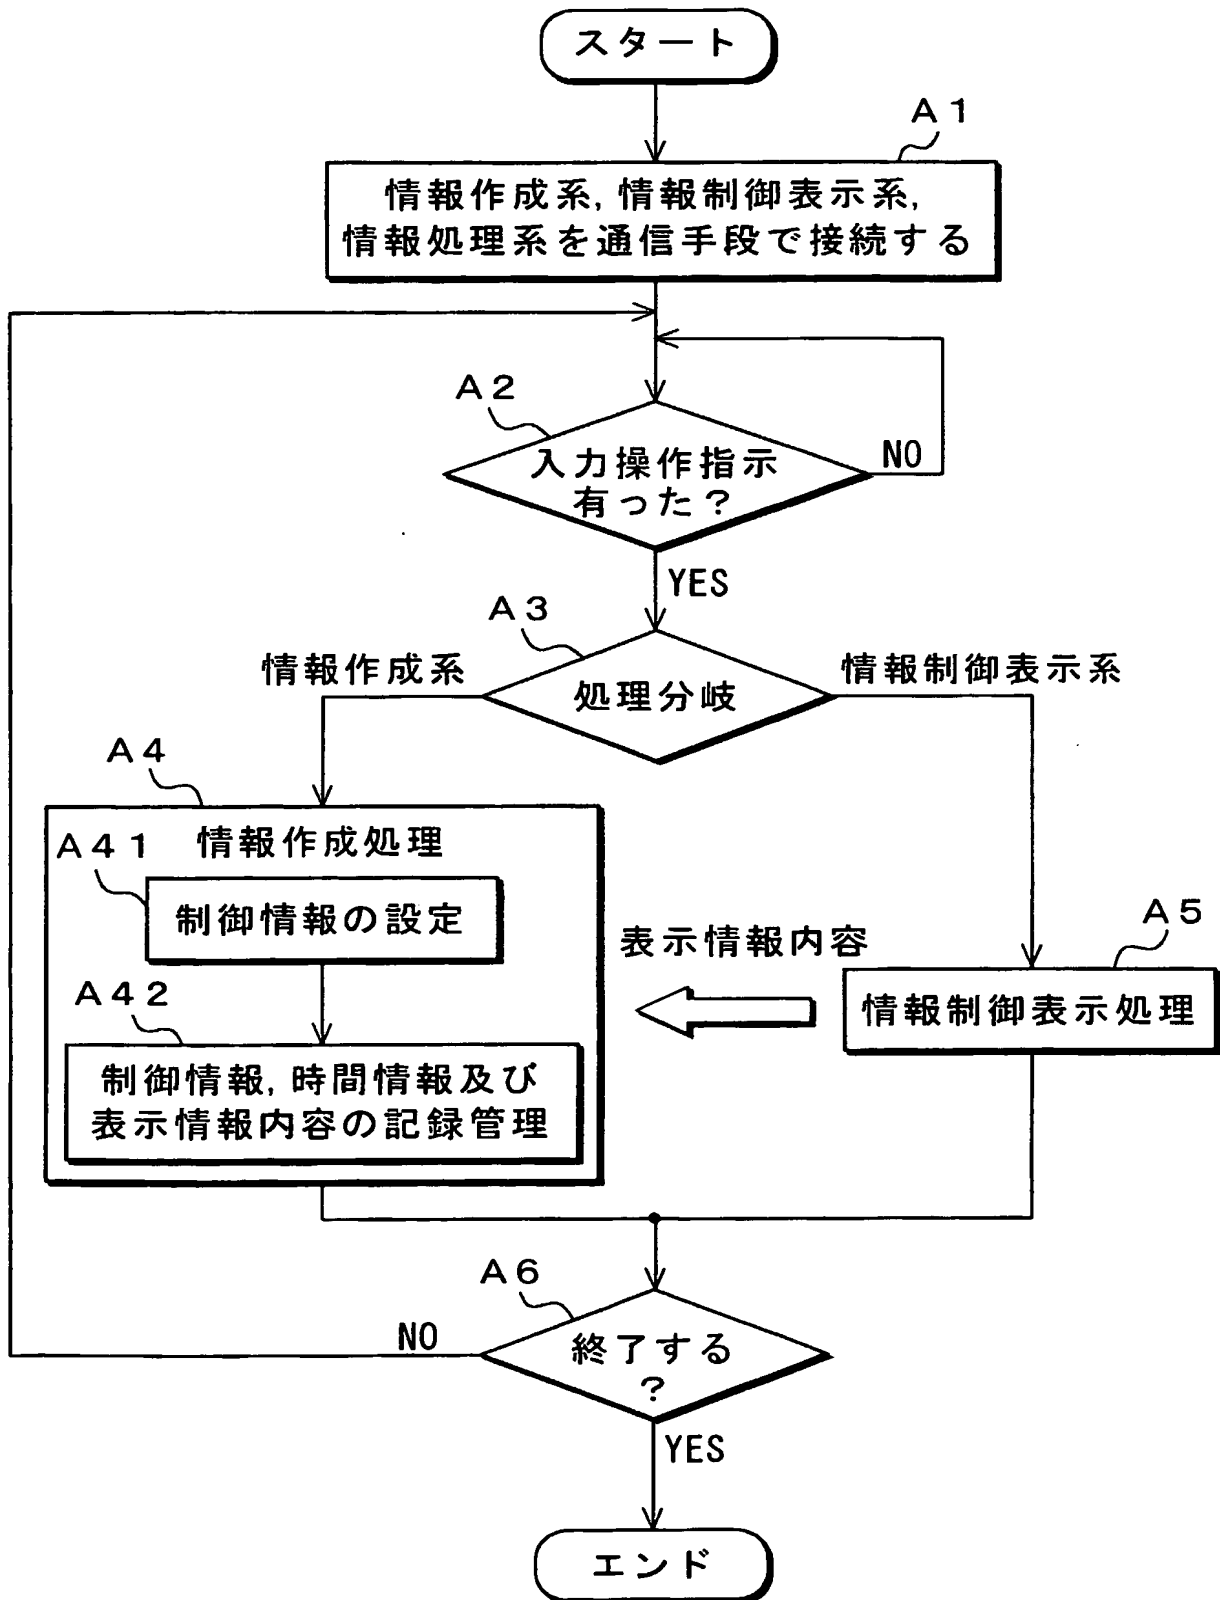 スタート
A1
情報作成系,情報制御表示系,
情報処理系を通信手段で接続する
A2
入力操作指示
有った?
NO
YES
A3
処理分岐
情報作成系
情報制御表示系
A4
情報作成処理
A41
制御情報の設定
A42
制御情報,時間情報及び
表示情報内容の記録管理
表示情報内容
A5
情報制御表示処理
A6
終了する
?
NO
YES
エンド